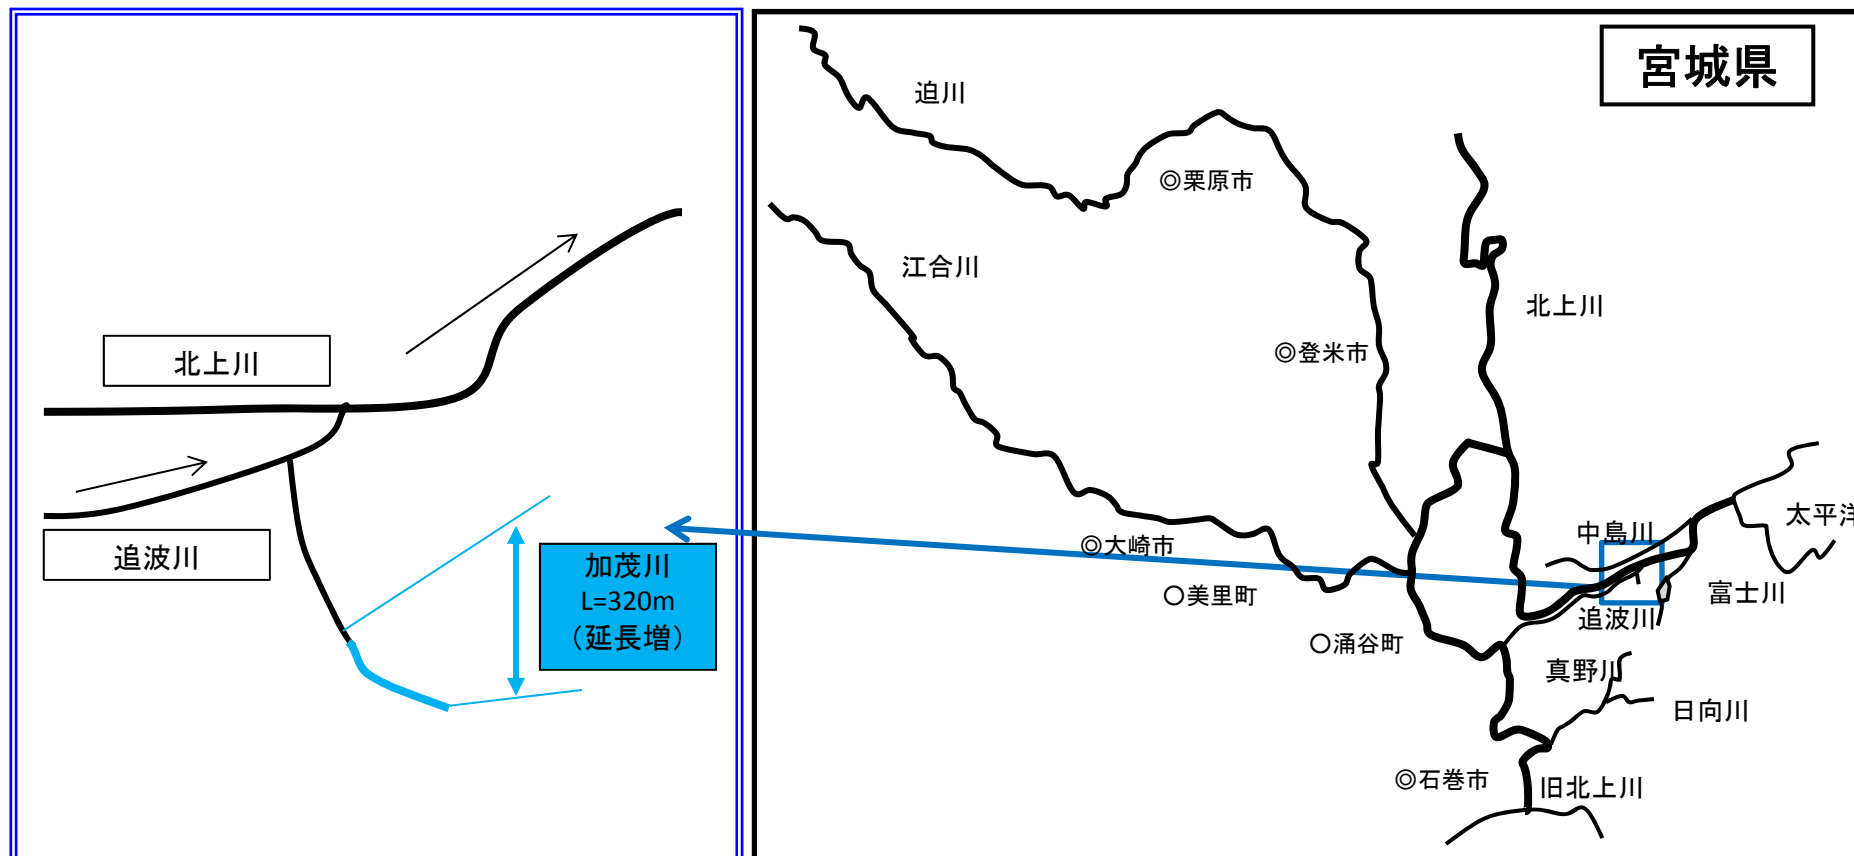 北上川
追波川
加茂川
L=320m
（延長増）
宮城県
迫川
◎栗原市
江合川
北上川
◎登米市
太平洋
中島川
◎大崎市
○美里町
富士川
追波川
○涌谷町
真野川
日向川
◎石巻市
旧北上川